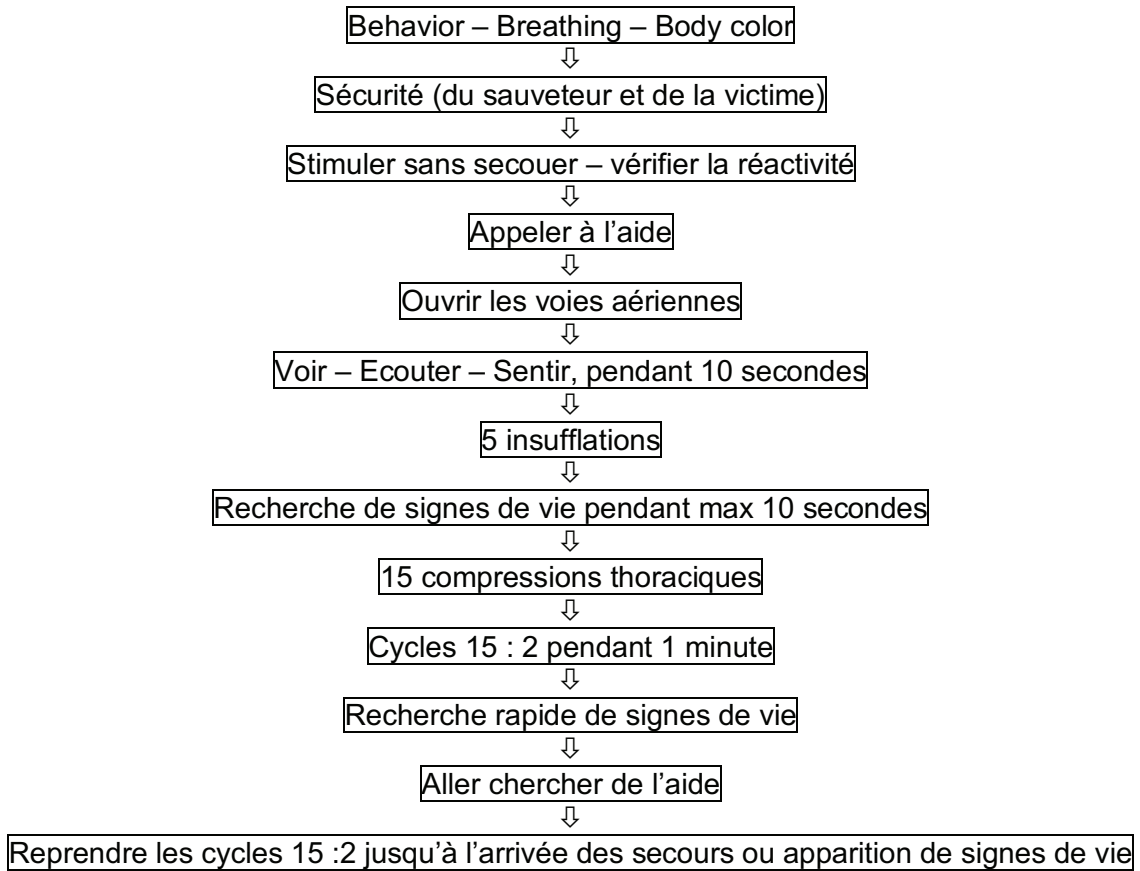 Behavior – Breathing – Body color
⇩
Sécurité (du sauveteur et de la victime)
⇩
Stimuler sans secouer – vérifier la réactivité
⇩
Appeler à l’aide
⇩
Ouvrir les voies aériennes
⇩
Voir – Ecouter – Sentir, pendant 10 secondes
⇩
5 insufflations
⇩
Recherche de signes de vie pendant max 10 secondes
⇩
15 compressions thoraciques
⇩
Cycles 15 : 2 pendant 1 minute
⇩
Recherche rapide de signes de vie
⇩
Aller chercher de l’aide
⇩
Reprendre les cycles 15 :2 jusqu’à l’arrivée des secours ou apparition de signes de vie